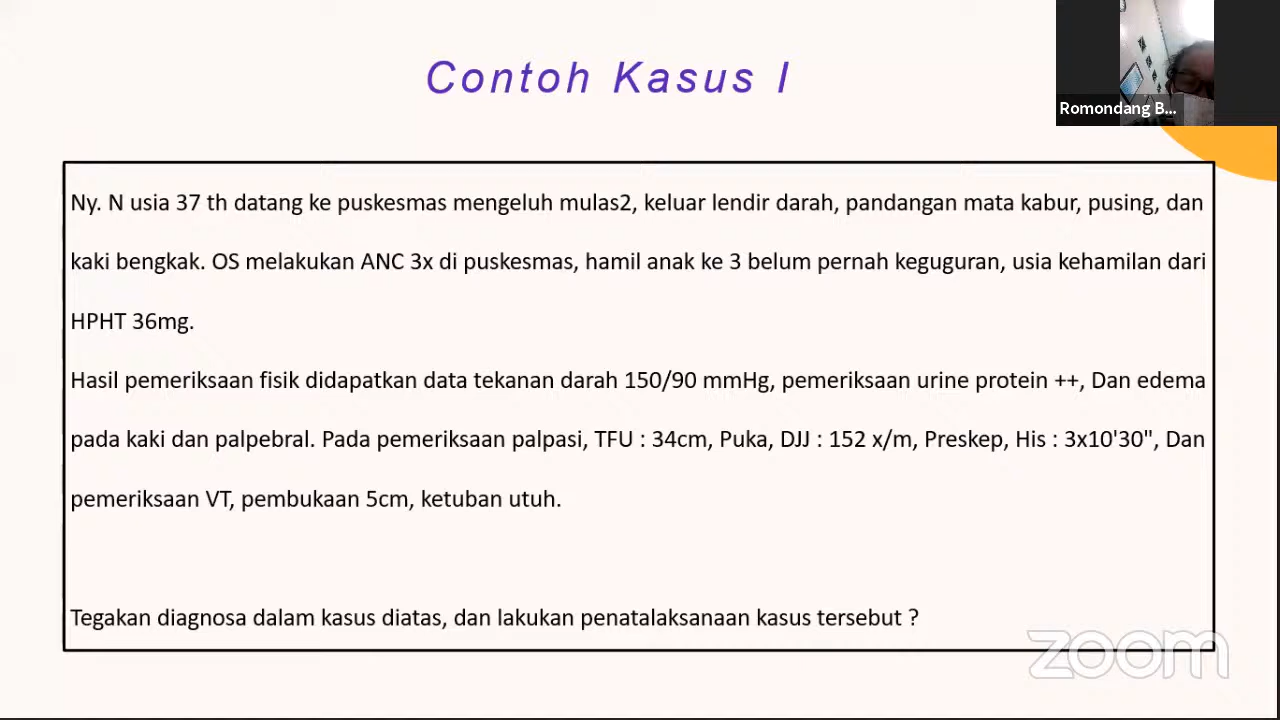 Contoh Kasus I
Romondang B...
Ny. N usia 37 th datang ke puskesmas mengeluh mulas2, keluar lendir darah, pandangan mata kabur, pusing, dan
kaki bengkak. OS melakukan ANC 3x di puskesmas, hamil anak ke 3 belum pernah keguguran, usia kehamilan dari
HPHT 36mg.
Hasil pemeriksaan fisik didapatkan data tekanan darah 150/90 mmHg, pemeriksaan urine protein ++, Dan edema
pada kaki dan palpebral. Pada pemeriksaan palpasi, TFU : 34cm, Puka, DJJ : 152 x/m, Preskep, His : 3x10'30", Dan
pemeriksaan VT, pembukaan 5cm, ketuban utuh.
Tegakan diagnosa dalam kasus diatas, dan lakukan penatalaksanaan kasus tersebut ?
zoom